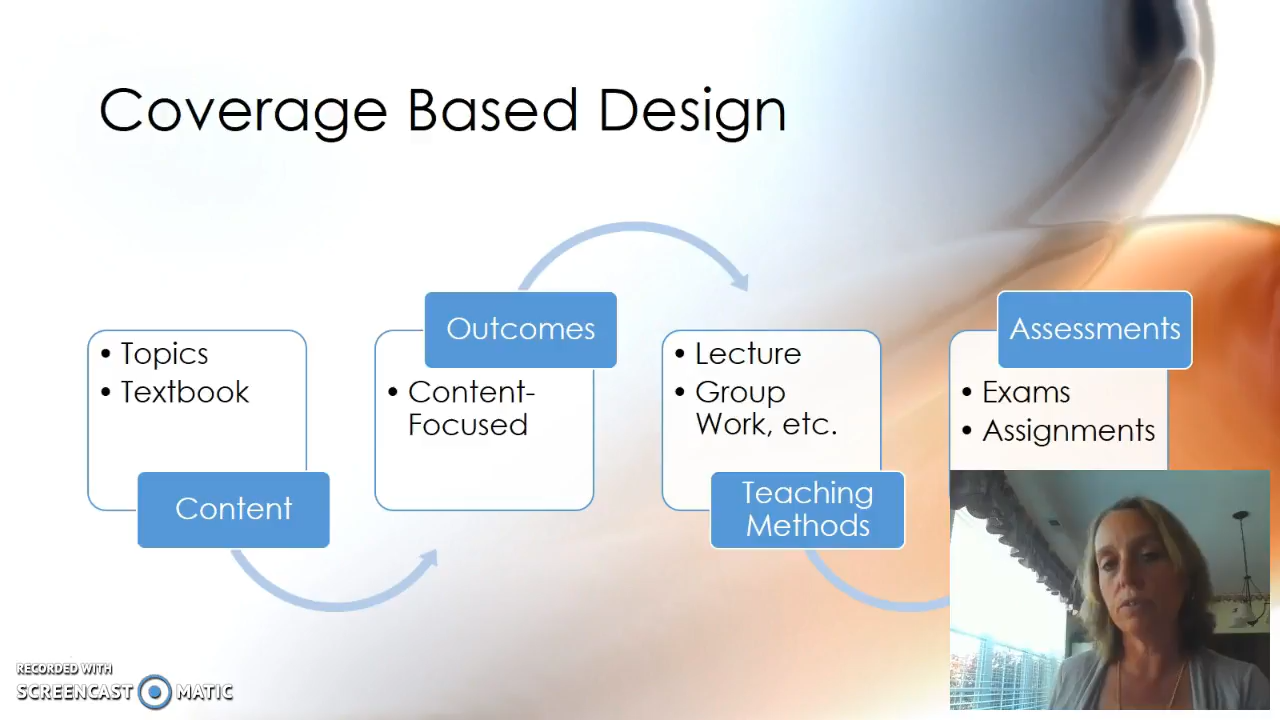 Coverage Based Design
• Topics
• Textbook
Content
Outcomes
• Content-
Focused
• Lecture
• Group
Work, etc.
Teaching
Methods
Assessments
• Exams
• Assignments
RECORDED WITH
SCREENCAST MATIC